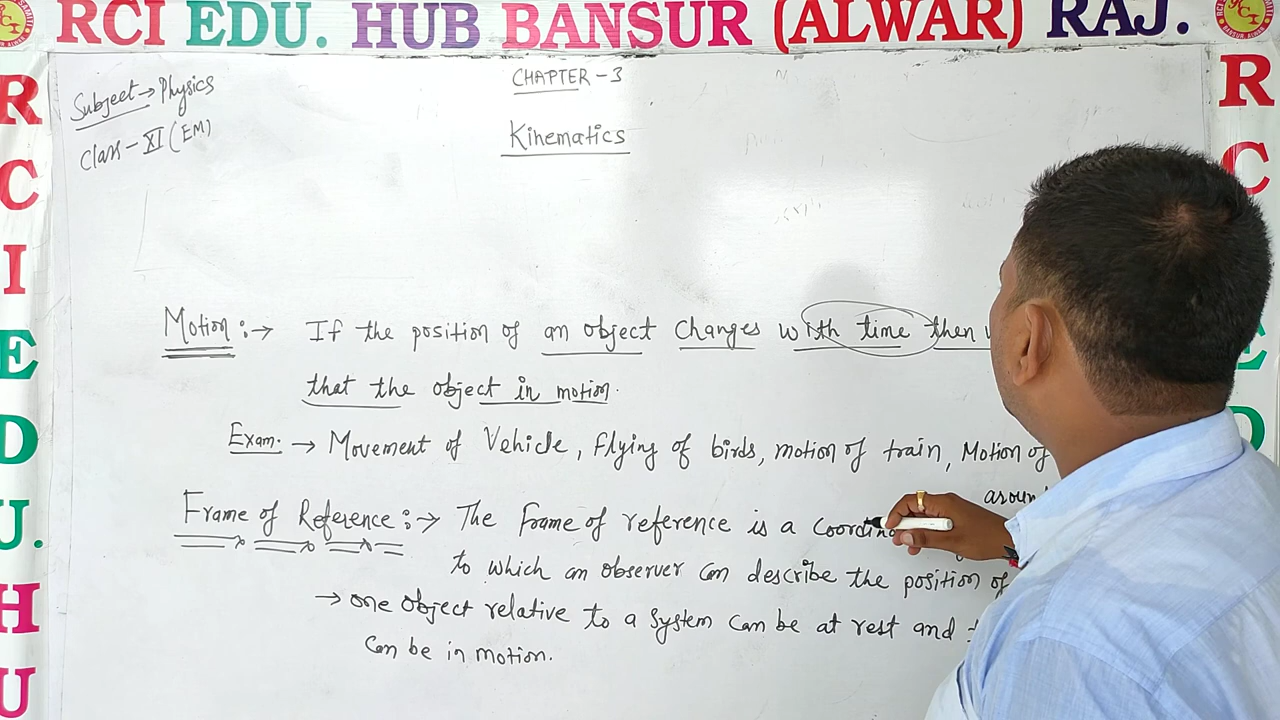 RCI EDU. HUB BANSUR (ALWAR) RAJ.
R
C
I
E
D
U.
H
U
R
C
Subject → Physics
Class - XI (EM)
CHAPTER - 3
Kinematics
Motion :→ If the position of an object changes with time then
that the object in motion.
Exam. → Movement of Vehicle, Flying of birds, motion of train, Motion of
Frame of Reference :→ The frame of reference is a
to which an observer can describe the position of
→ one object relative to a system can be at rest and
can be in motion.